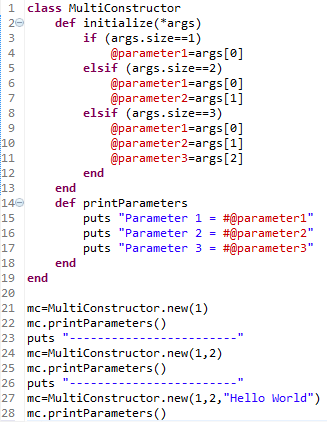 1 class MultiConstructor
2 def initialize(*args)
3 if (args.size==1)
4 @parameter1=args[0]
5 elsif (args.size==2)
6 @parameter1=args[0]
7 @parameter2=args[1]
8 elsif (args.size==3)
9 @parameter1=args[0]
10 @parameter2=args[1]
11 @parameter3=args[2]
12 end
13 end
14 def printParameters
15 puts "Parameter 1 = #@parameter1"
16 puts "Parameter 2 = #@parameter2"
17 puts "Parameter 3 = #@parameter3"
18 end
19 end
20
21 mc=MultiConstructor.new(1)
22 mc.printParameters()
23 puts "------------------------"
24 mc=MultiConstructor.new(1,2)
25 mc.printParameters()
26 puts "------------------------"
27 mc=MultiConstructor.new(1,2,"Hello World")
28 mc.printParameters()